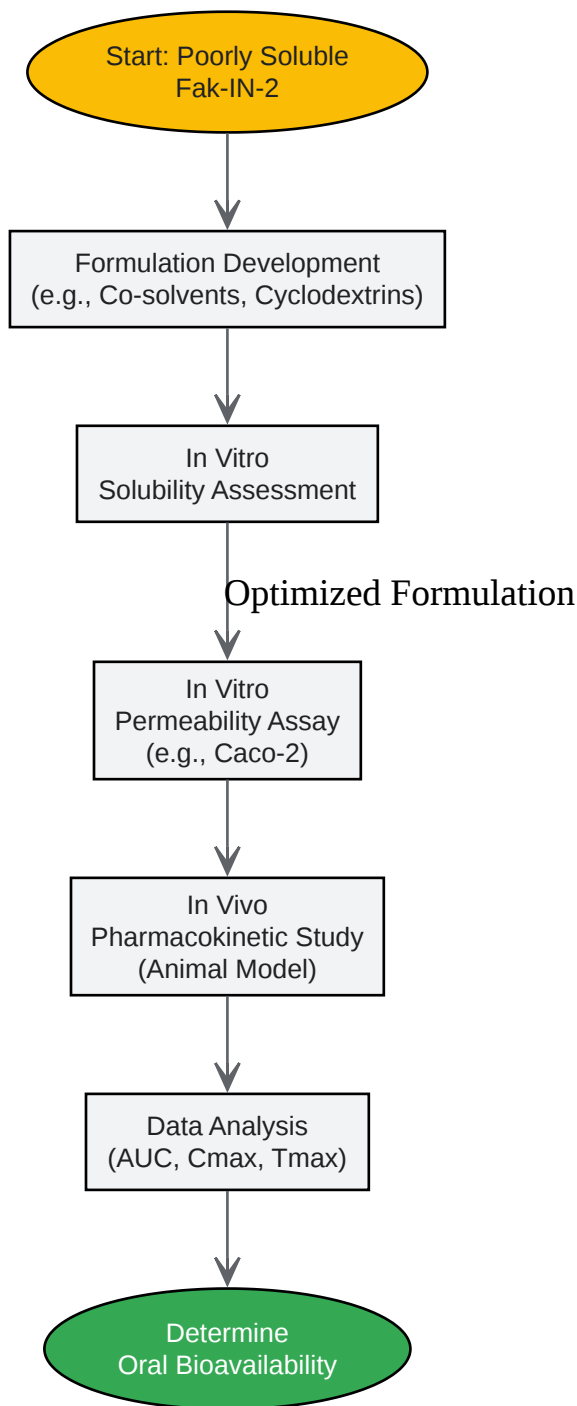 Start: Poorly Soluble
Fak-IN-2
Formulation Development
(e.g., Co-solvents, Cyclodextrins)
In Vitro
Solubility Assessment
Optimized Formulation
In Vitro
Permeability Assay
(e.g., Caco-2)
In Vivo
Pharmacokinetic Study
(Animal Model)
Data Analysis
(AUC, Cmax, Tmax)
Determine
Oral Bioavailability